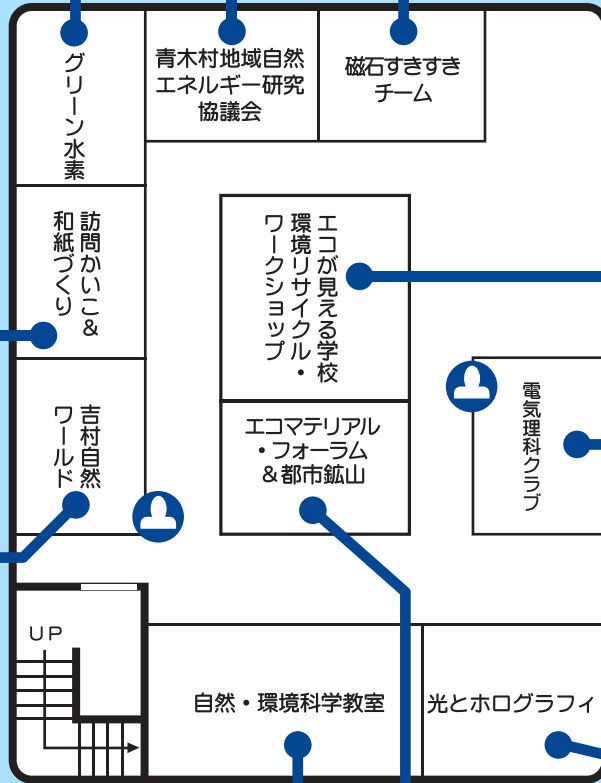 グリーン水素
青木村地域自然
エネルギー研究
協議会
磁石すきすき
チーム
訪問かいこ&
和紙づくり
エコが見える学校
環境リサイクル・
ワークショップ
吉村自然
ワールド
エコマテリアル
・フォーラム
&都市鉱山
電気理科クラブ
UP
自然・環境科学教室
光とホログラフィ